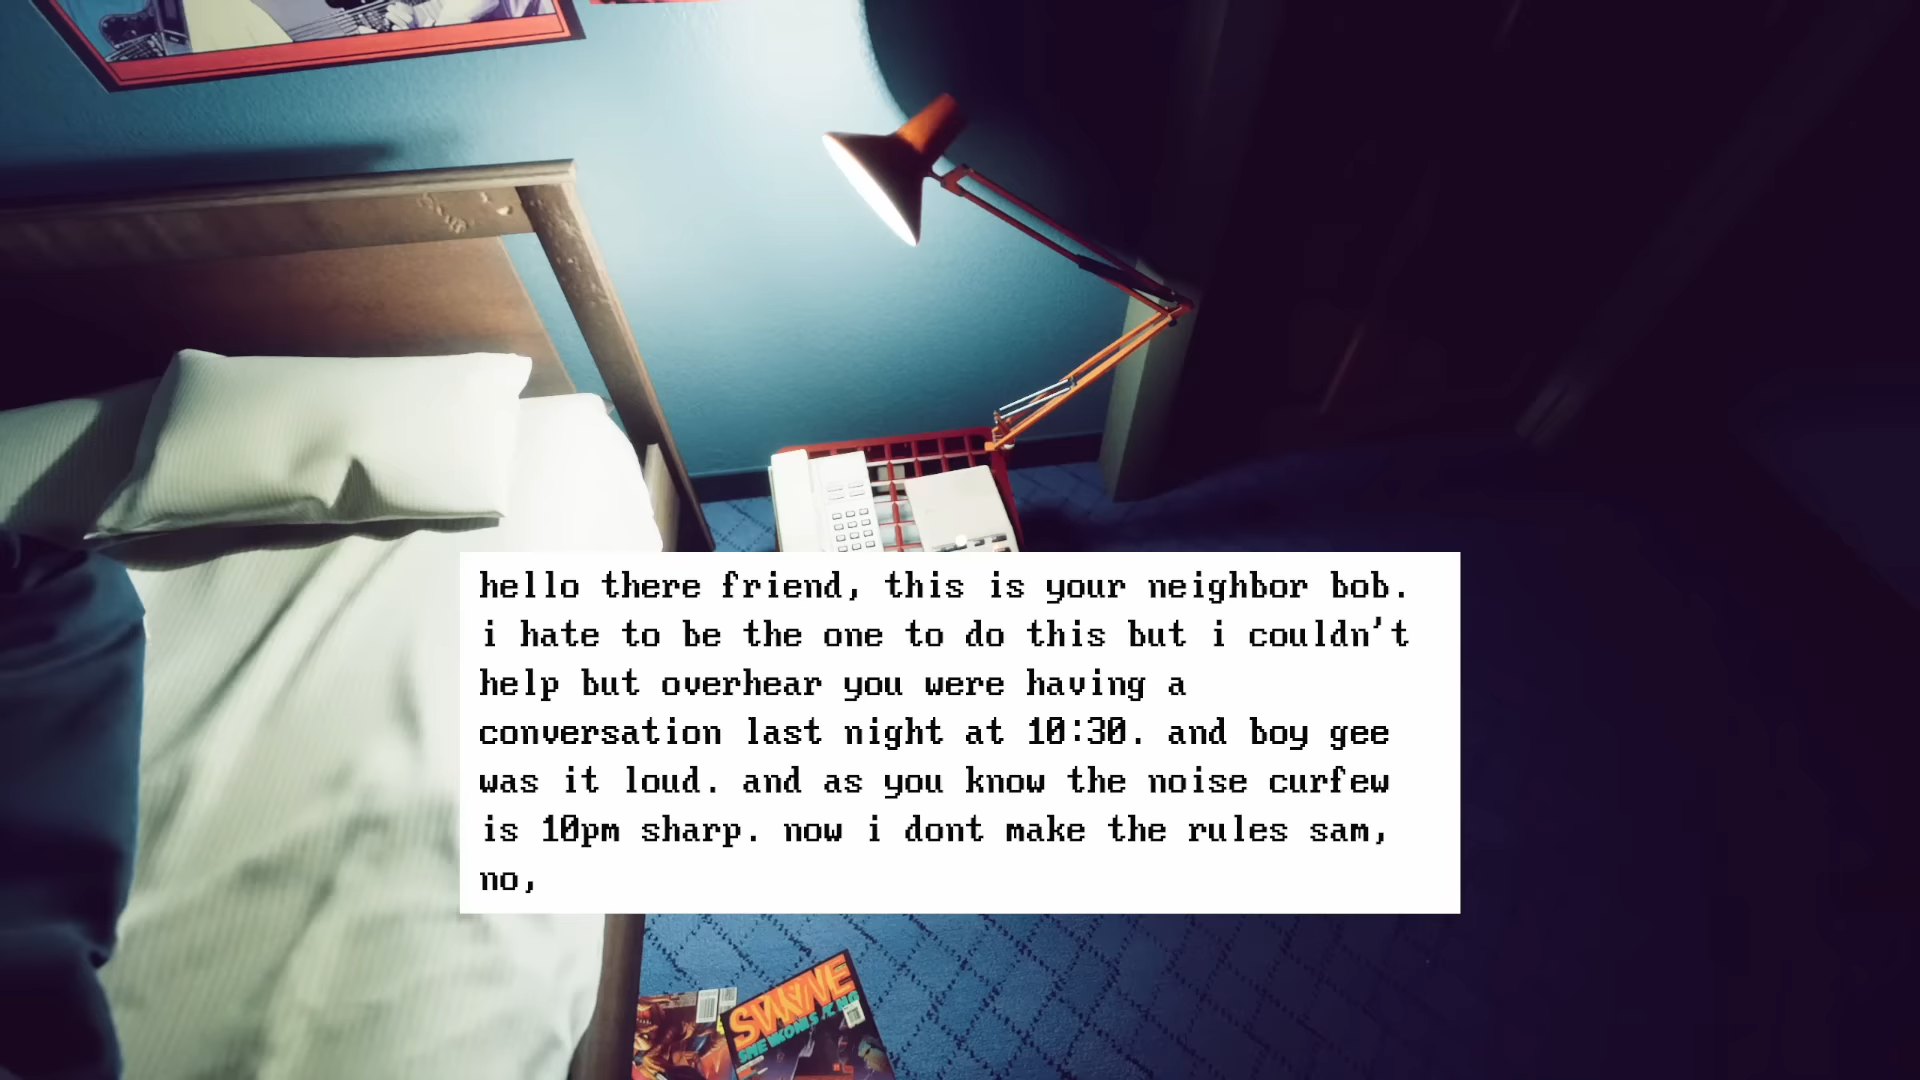 hello there friend, this is your neighbor bob.
i hate to be the one to do this but i couldn't
help but overhear you were having a
conversation last night at 10:30. and boy gee
was it loud. and as you know the noise curfew
is 10pm sharp. now i dont make the rules sam,
no,